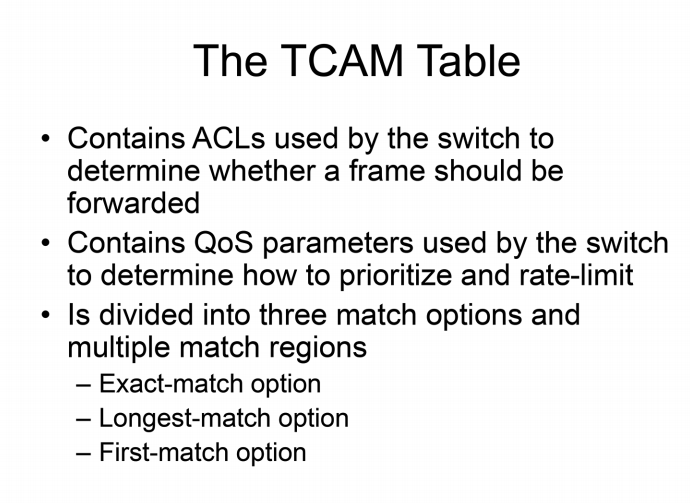 The TCAM Table
• Contains ACLs used by the switch to
determine whether a frame should be
forwarded
• Contains QoS parameters used by the switch
to determine how to prioritize and rate-limit
• Is divided into three match options and
multiple match regions
– Exact-match option
– Longest-match option
– First-match option